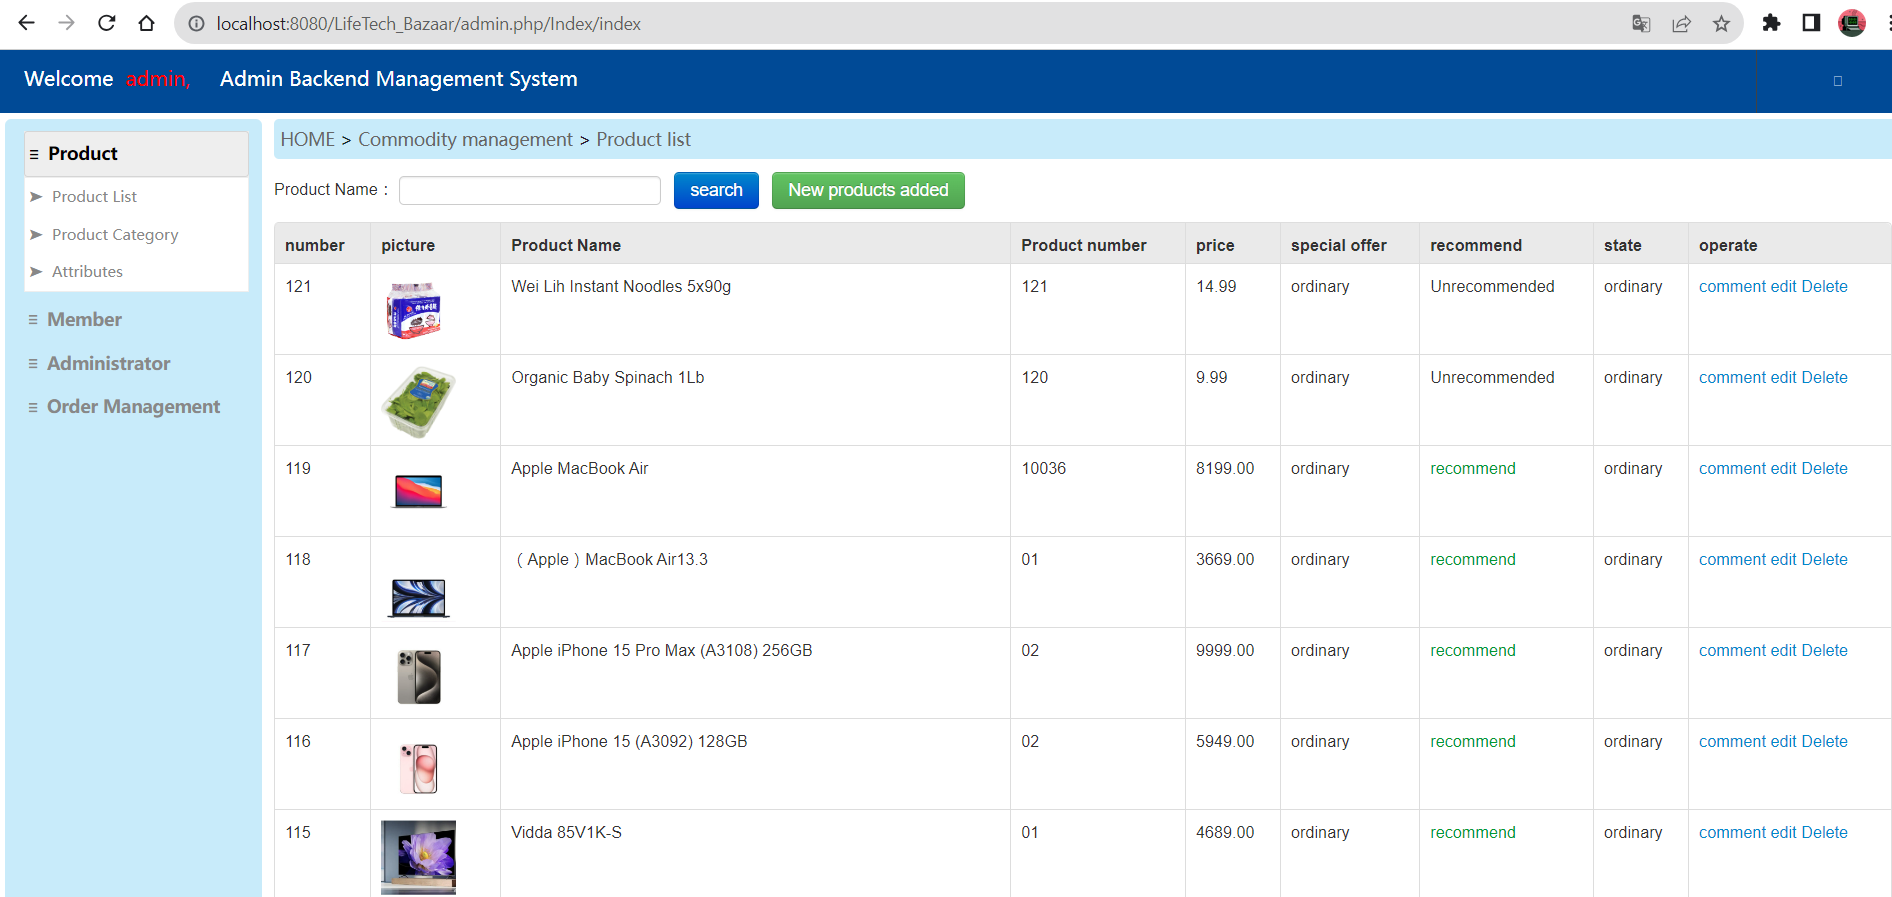 localhost:8080/LifeTech_Bazaar/admin.php/Index/index
Welcome admin, Admin Backend Management System
Product
Product List
Product Category
Attributes
Member
Administrator
Order Management
HOME > Commodity management > Product list
Product Name : search New products added
number picture Product Name Product number price special offer recommend state operate
121 Wei Lih Instant Noodles 5x90g 121 14.99 ordinary Unrecommended ordinary comment edit Delete
120 Organic Baby Spinach 1Lb 120 9.99 ordinary Unrecommended ordinary comment edit Delete
119 Apple MacBook Air 10036 8199.00 ordinary recommend ordinary comment edit Delete
118 （Apple）MacBook Air13.3 01 3669.00 ordinary recommend ordinary comment edit Delete
117 Apple iPhone 15 Pro Max (A3108) 256GB 02 9999.00 ordinary recommend ordinary comment edit Delete
116 Apple iPhone 15 (A3092) 128GB 02 5949.00 ordinary recommend ordinary comment edit Delete
115 Vidda 85V1K-S 01 4689.00 ordinary recommend ordinary comment edit Delete